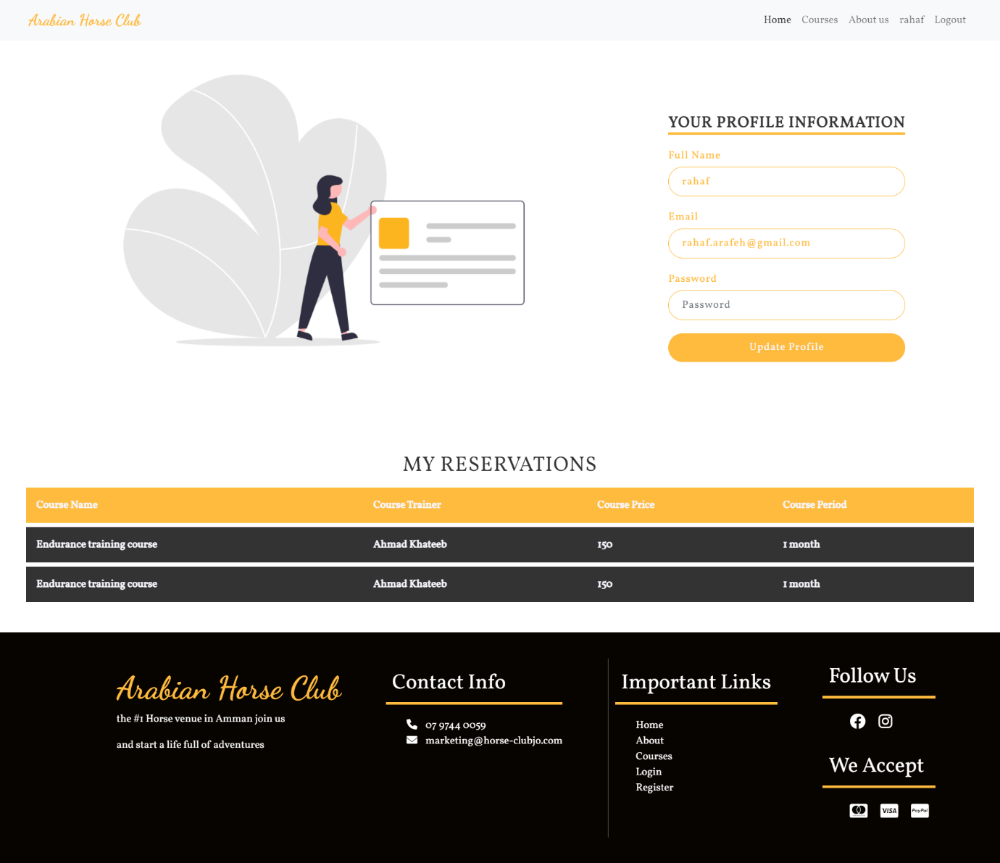 Arabian Horse Club
Home Courses About us rahaf Logout
YOUR PROFILE INFORMATION
Full Name
rahaf
Email
rahaf.arafeh@gmail.com
Password
Password
Update Profile
MY RESERVATIONS
Course Name Course Trainer Course Price Course Period
Endurance training course Ahmad Khateeb 150 1 month
Endurance training course Ahmad Khateeb 150 1 month
Arabian Horse Club
the #1 Horse venue in Amman join us
and start a life full of adventures
Contact Info
07 9744 0059
marketing@horse-clubjo.com
Important Links
Home
About
Courses
Login
Register
Follow Us
We Accept
VISA PayPal